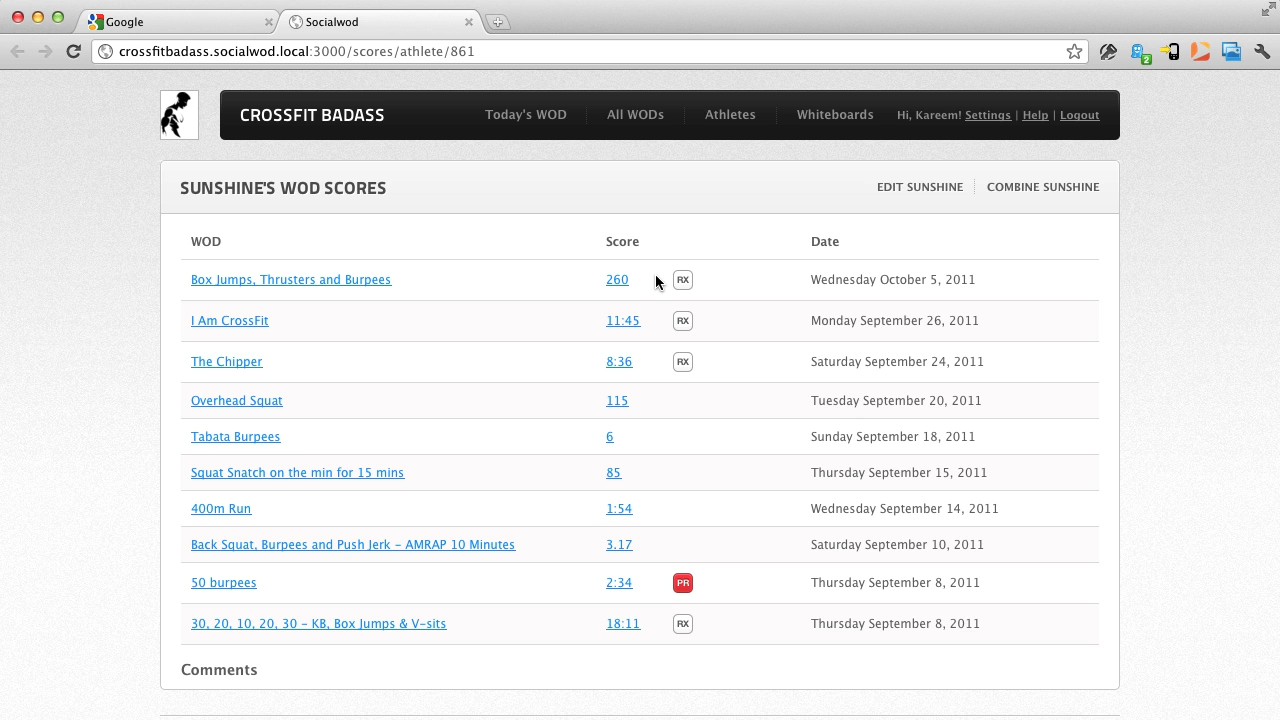 Google
Socialwod
crossfitbadass.socialwod.local:3000/scores/athlete/861
2
CROSSFIT BADASS Today's WOD All WODs Athletes Whiteboards Hi, Kareem! Settings | Help | Logout
SUNSHINE'S WOD SCORES EDIT SUNSHINE COMBINE SUNSHINE
WOD Score Date
Box Jumps, Thrusters and Burpees 260 RX Wednesday October 5, 2011
I Am CrossFit 11:45 RX Monday September 26, 2011
The Chipper 8:36 RX Saturday September 24, 2011
Overhead Squat 115 Tuesday September 20, 2011
Tabata Burpees 6 Sunday September 18, 2011
Squat Snatch on the min for 15 mins 85 Thursday September 15, 2011
400m Run 1:54 Wednesday September 14, 2011
Back Squat, Burpees and Push Jerk – AMRAP 10 Minutes 3.17 Saturday September 10, 2011
50 burpees 2:34 PR Thursday September 8, 2011
30, 20, 10, 20, 30 – KB, Box Jumps & V-sits 18:11 RX Thursday September 8, 2011
Comments